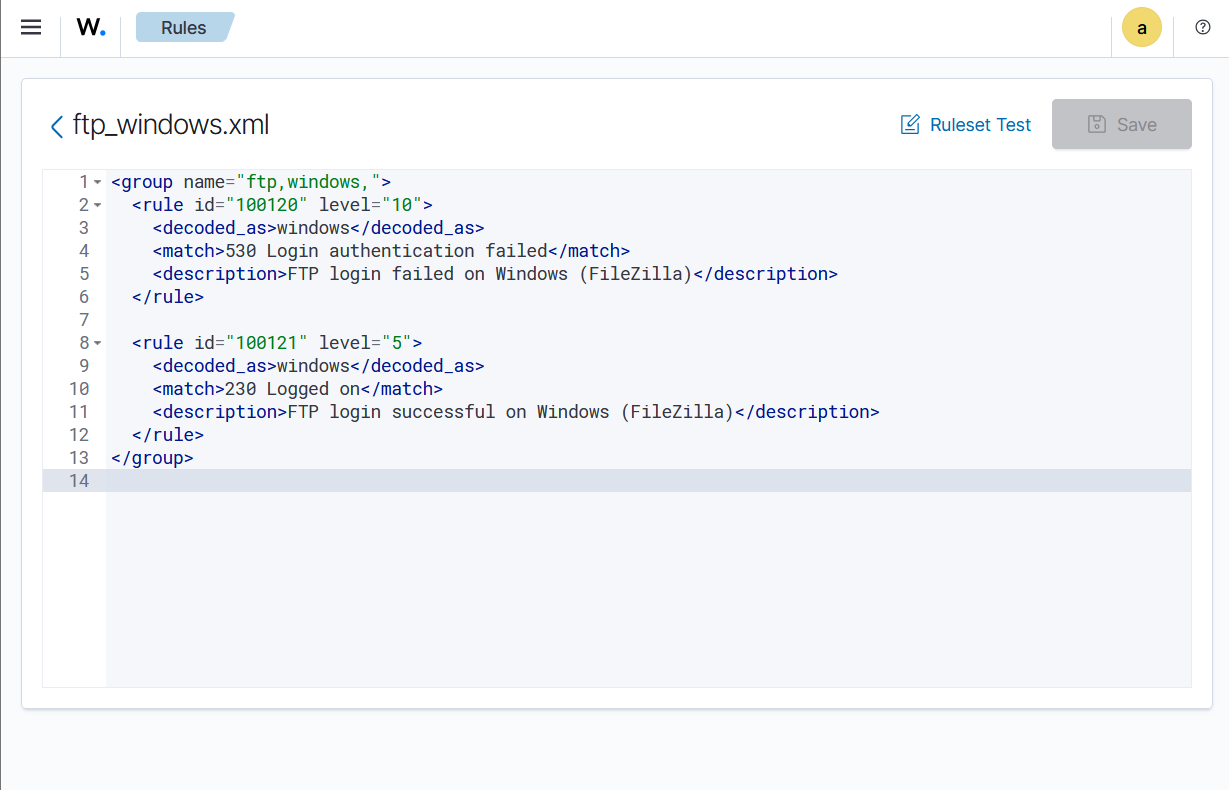 W.
Rules
a
ftp_windows.xml
Ruleset Test
Save
1 <group name="ftp,windows,">
2   <rule id="100120" level="10">
3     <decoded_as>windows</decoded_as>
4     <match>530 Login authentication failed</match>
5     <description>FTP login failed on Windows (FileZilla)</description>
6   </rule>
7
8   <rule id="100121" level="5">
9     <decoded_as>windows</decoded_as>
10     <match>230 Logged on</match>
11     <description>FTP login successful on Windows (FileZilla)</description>
12   </rule>
13 </group>
14